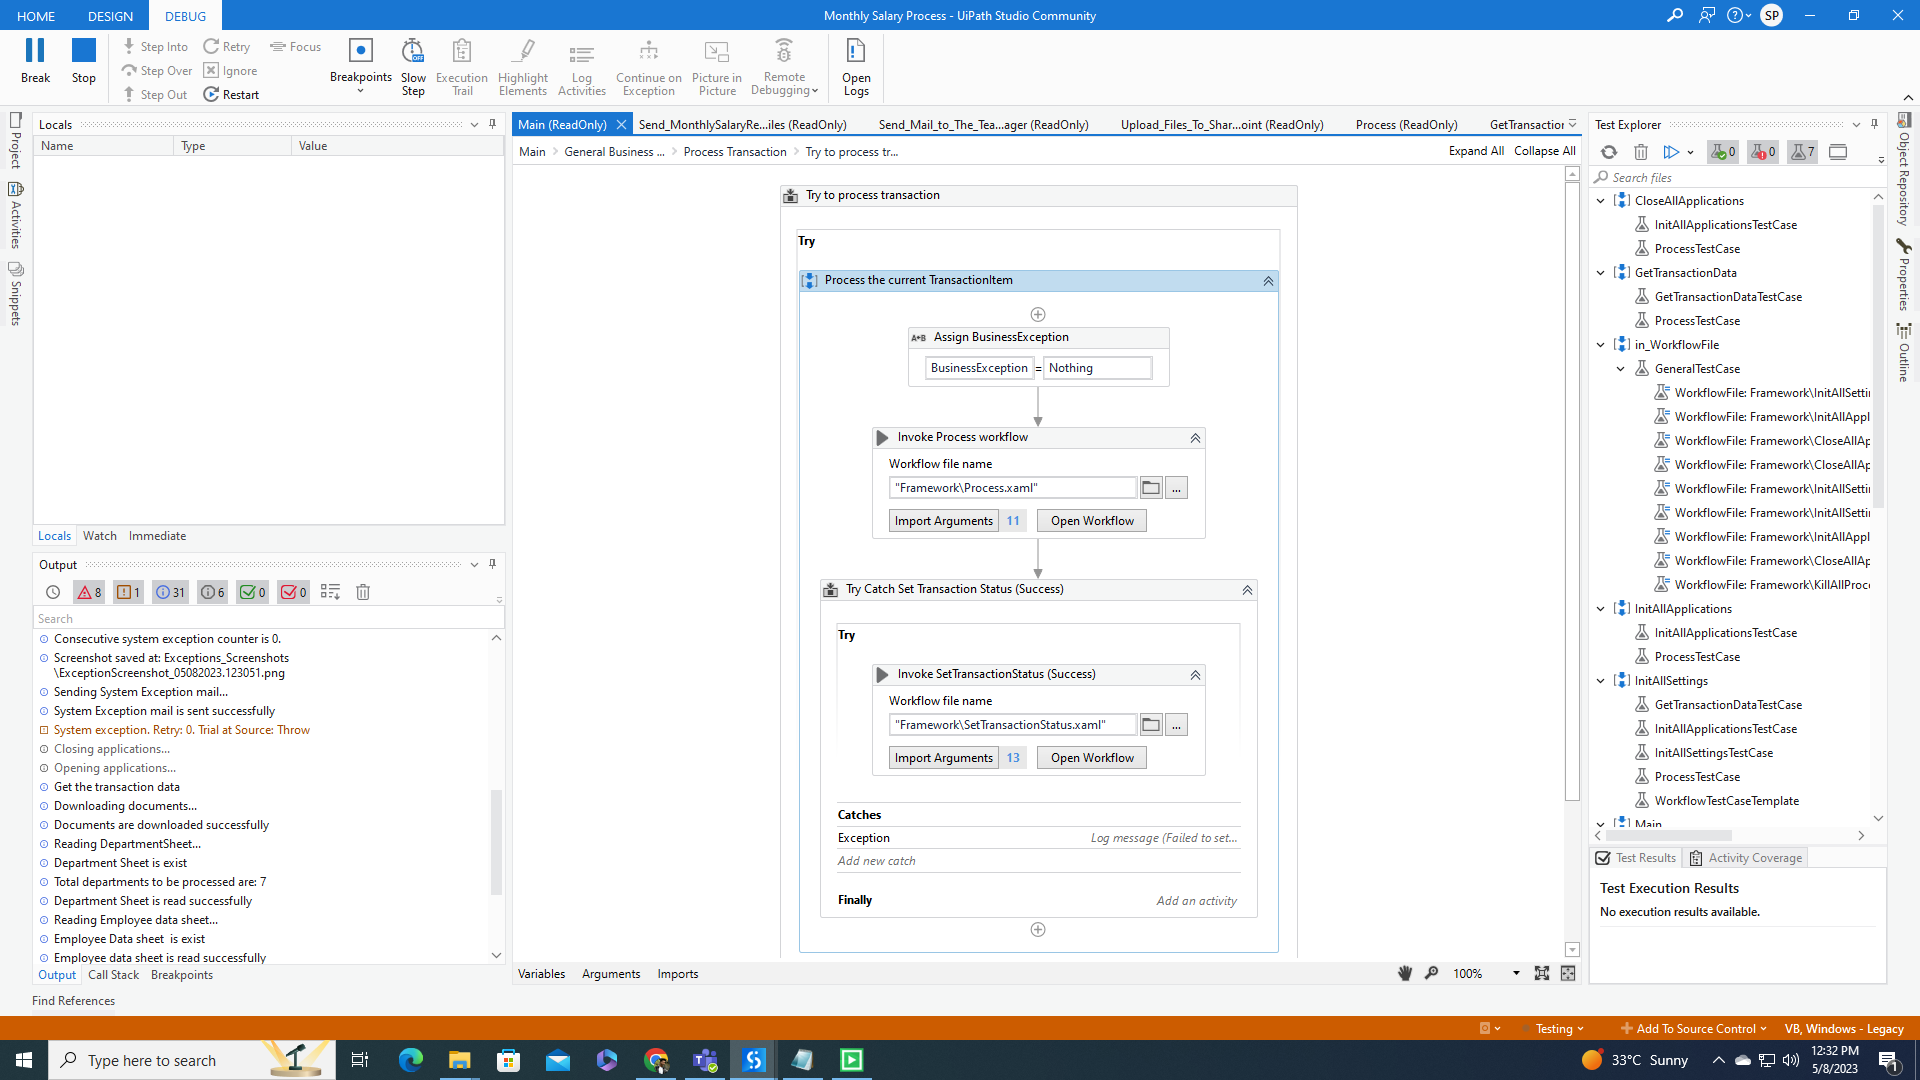 HOME
DESIGN
DEBUG
Monthly Salary Process - UiPath Studio Community
SP
Break
Stop
Step Into
Step Over
Step Out
Retry
Ignore
Restart
Focus
Breakpoints
Slow
Step
Execution
Trail
Highlight
Elements
Log
Activities
Continue on
Exception
Picture in
Picture
Remote
Debugging
Open
Logs
Project
Activities
Snippets
Locals
Name
Type
Value
Locals
Watch
Immediate
Output
8
1
31
6
0
0
Search
Consecutive system exception counter is 0.
Screenshot saved at: Exceptions_Screenshots
\ExceptionScreenshot_05082023.123051.png
Sending System Exception mail...
System Exception mail is sent successfully
System exception. Retry: 0. Trial at Source: Throw
Closing applications...
Opening applications...
Get the transaction data
Downloading documents...
Documents are downloaded successfully
Reading DepartmentSheet...
Department Sheet is exist
Total departments to be processed are: 7
Department Sheet is read successfully
Reading Employee data sheet...
Employee Data sheet  is exist
Employee data sheet is read successfully
Output
Call Stack
Breakpoints
Find References
Main (ReadOnly)
Send_MonthlySalaryRe...iles (ReadOnly)
Send_Mail_to_The_Tea...ager (ReadOnly)
Upload_Files_To_Shar...oint (ReadOnly)
Process (ReadOnly)
GetTransaction
Main
General Business ...
Process Transaction
Try to process tr...
Expand All
Collapse All
Try to process transaction
Try
Process the current TransactionItem
A+B Assign BusinessException
BusinessException = Nothing
Invoke Process workflow
Workflow file name
"Framework\Process.xaml"
...
Import Arguments 11
Open Workflow
Try Catch Set Transaction Status (Success)
Try
Invoke SetTransactionStatus (Success)
Workflow file name
"Framework\SetTransactionStatus.xaml"
...
Import Arguments 13
Open Workflow
Catches
Exception
Log message (Failed to set...
Add new catch
Finally
Add an activity
Variables
Arguments
Imports
100%
Test Explorer
0
0
7
Search files
CloseAllApplications
InitAllApplicationsTestCase
ProcessTestCase
GetTransactionData
GetTransactionDataTestCase
ProcessTestCase
in_WorkflowFile
GeneralTestCase
WorkflowFile: Framework\InitAllSettin
WorkflowFile: Framework\InitAllAppl
WorkflowFile: Framework\CloseAllAp
WorkflowFile: Framework\CloseAllAp
WorkflowFile: Framework\InitAllSettin
WorkflowFile: Framework\InitAllSettin
WorkflowFile: Framework\InitAllAppl
WorkflowFile: Framework\CloseAllAp
WorkflowFile: Framework\KillAllProce
InitAllApplications
InitAllApplicationsTestCase
ProcessTestCase
InitAllSettings
GetTransactionDataTestCase
InitAllApplicationsTestCase
InitAllSettingsTestCase
ProcessTestCase
WorkflowTestCaseTemplate
Main
Test Results
Activity Coverage
Test Execution Results
No execution results available.
Object Repository
Properties
Outline
Testing
Add To Source Control
VB, Windows - Legacy
Type here to search
33°C Sunny
12:32 PM
5/8/2023
1